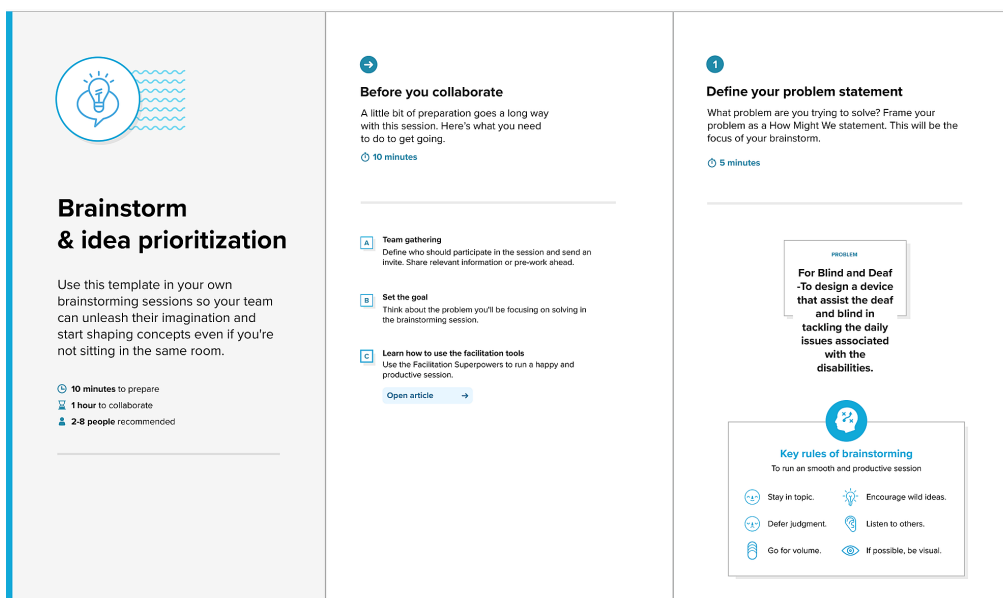 Brainstorm
& idea prioritization
Use this template in your own
brainstorming sessions so your team
can unleash their imagination and
start shaping concepts even if you're
not sitting in the same room.
10 minutes to prepare
1 hour to collaborate
2-8 people recommended
Before you collaborate
A little bit of preparation goes a long way
with this session. Here's what you need
to do to get going.
10 minutes
A
Team gathering
Define who should participate in the session and send an
invite. Share relevant information or pre-work ahead.
B
Set the goal
Think about the problem you'll be focusing on solving in
the brainstorming session.
C
Learn how to use the facilitation tools
Use the Facilitation Superpowers to run a happy and
productive session.
Open article
1
Define your problem statement
What problem are you trying to solve? Frame your
problem as a How Might We statement. This will be the
focus of your brainstorm.
5 minutes
PROBLEM
For Blind and Deaf
-To design a device
that assist the deaf
and blind in
tackling the daily
issues associated
with the
disabilities.
Key rules of brainstorming
To run an smooth and productive session
Stay in topic.
Encourage wild ideas.
Defer judgment.
Listen to others.
Go for volume.
If possible, be visual.